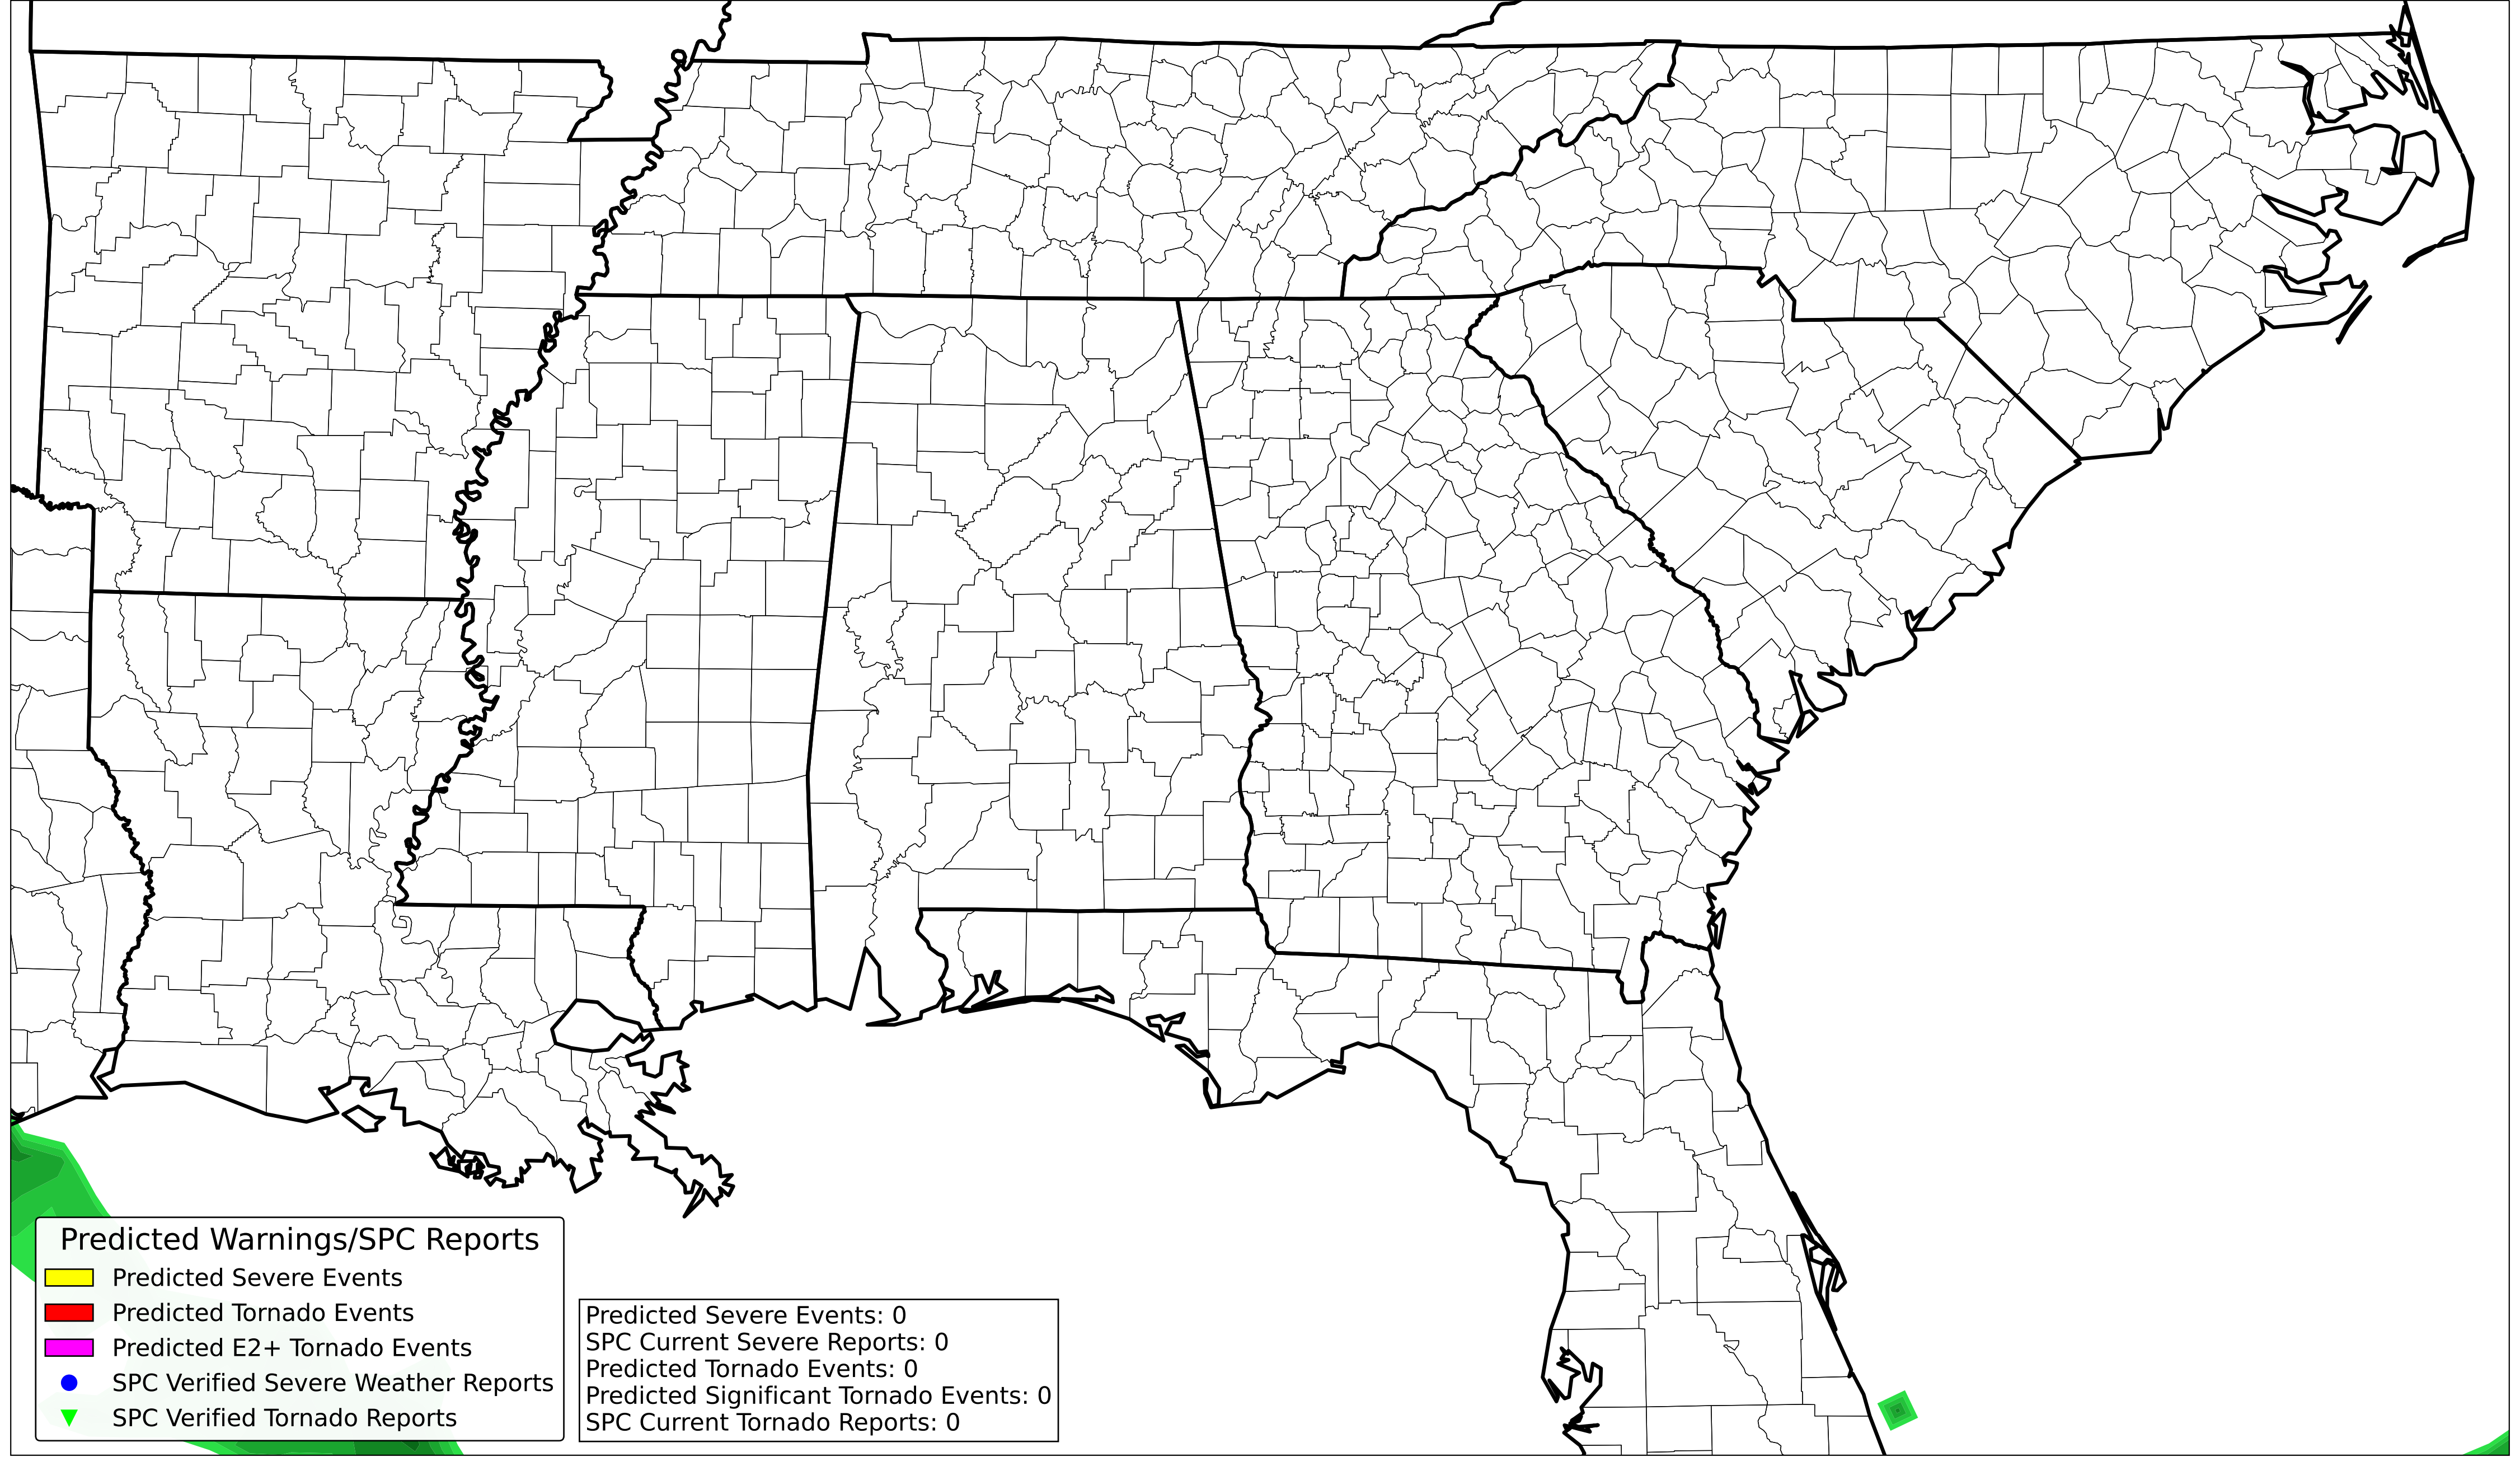 Predicted Warnings/SPC Reports
Predicted Severe Events
Predicted Tornado Events
Predicted E2+ Tornado Events
SPC Verified Severe Weather Reports
SPC Verified Tornado Reports
Predicted Severe Events: 0
SPC Current Severe Reports: 0
Predicted Tornado Events: 0
Predicted Significant Tornado Events: 0
SPC Current Tornado Reports: 0